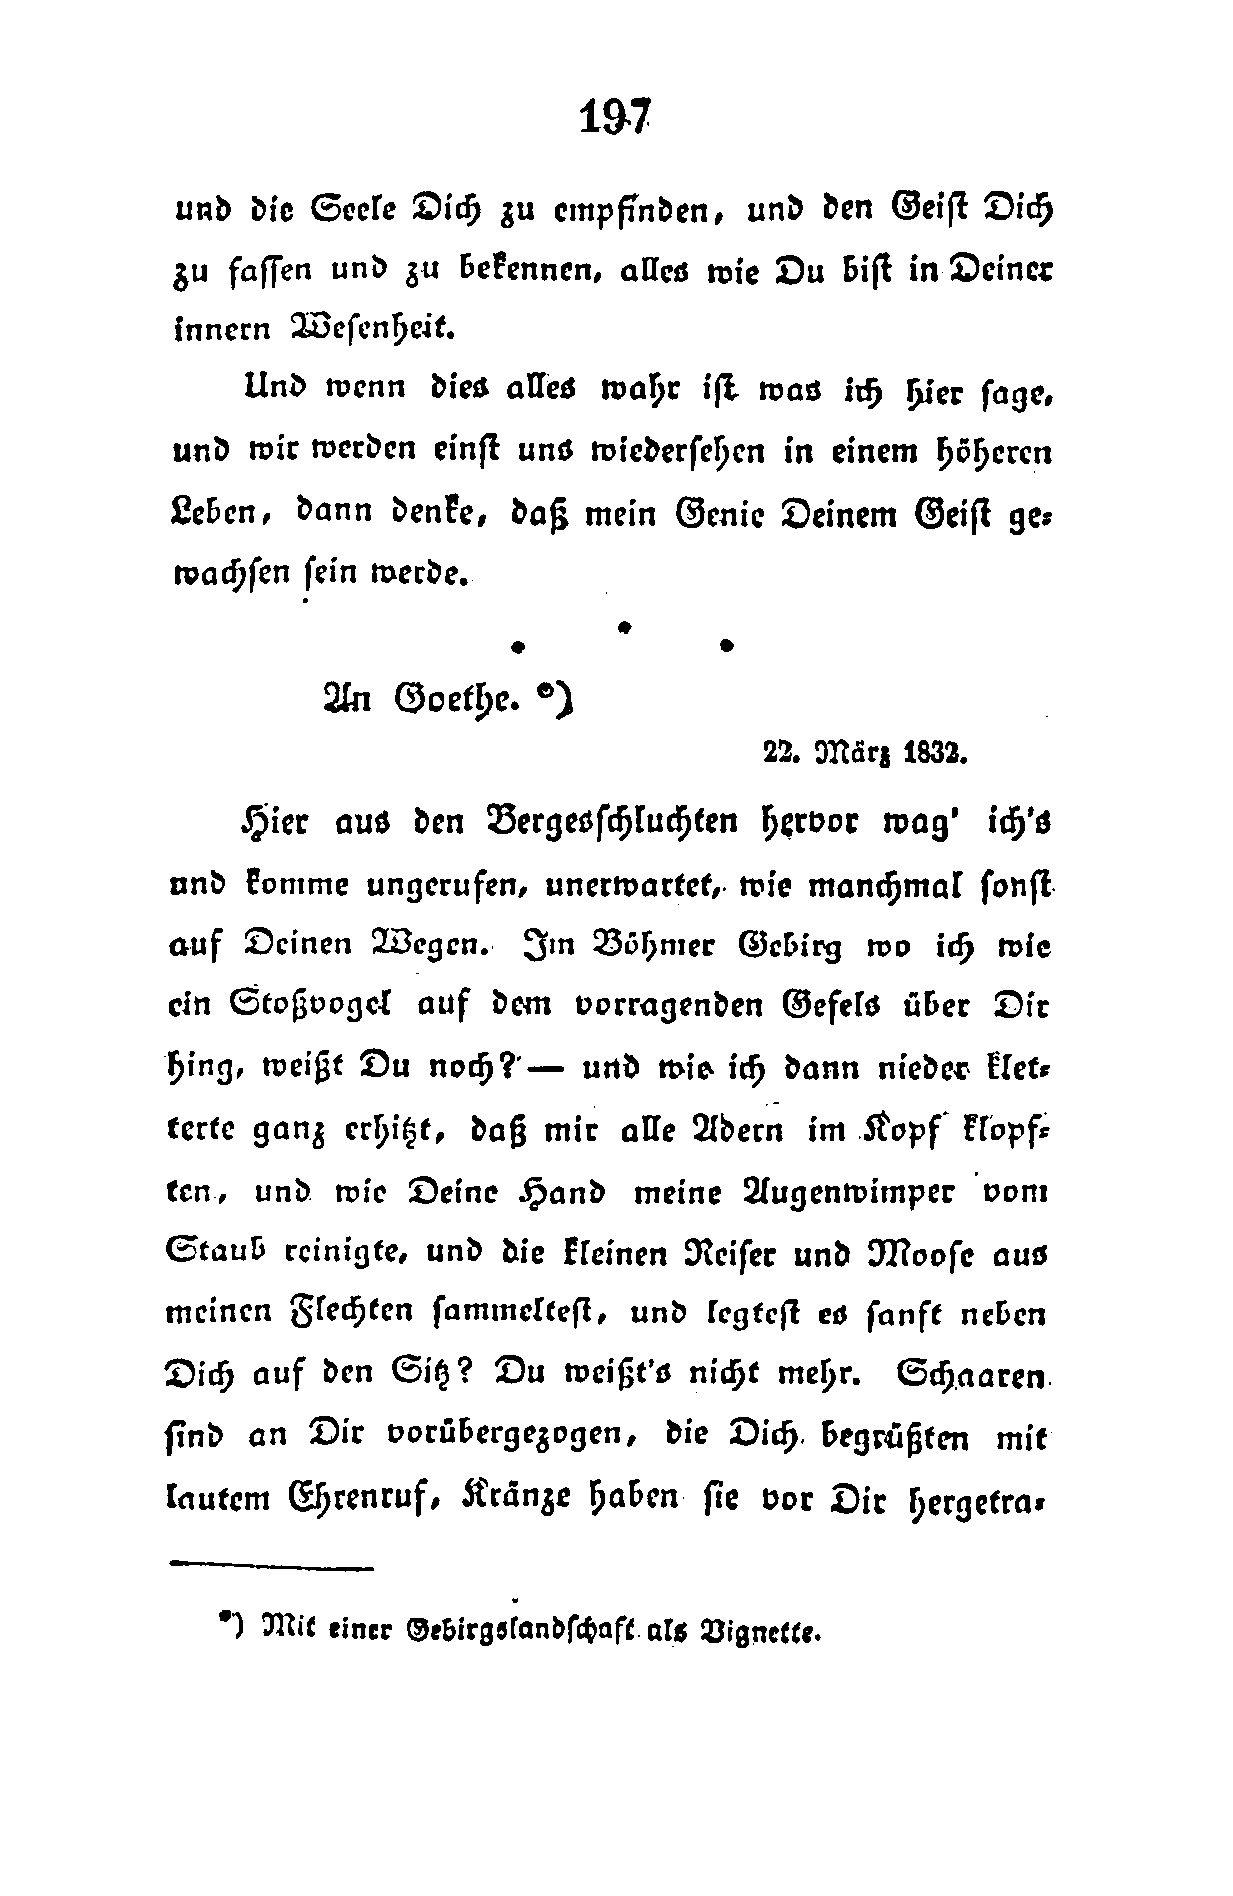 197
und die Seele Dich zu empfinden, und den Geist Dich
zu fassen und zu bekennen, alles wie Du bist in Deiner
innern Wesenheit.
Und wenn dies alles wahr ist was ich hier sage,
und wir werden einst uns wiedersehen in einem höheren
Leben, dann denke, daß mein Genie Deinem Geist ge-
wachsen sein werde.
An Goethe. *)
22. März 1832.
Hier aus den Bergesschluchten hervor wag' ich's
und komme ungerufen, unerwartet, wie manchmal sonst
auf Deinen Wegen. Im Böhmer Gebirg wo ich wie
ein Stoßvogel auf dem vorragenden Gefels über Dir
hing, weißt Du noch? — und wie ich dann nieder klet-
terte ganz erhitzt, daß mir alle Adern im Kopf klopf-
ten, und wie Deine Hand meine Augenwimper vom
Staub reinigte, und die kleinen Reiser und Moose aus
meinen Flechten sammeltest, und legtest es sanft neben
Dich auf den Sitz? Du weißt's nicht mehr. Schaaren
sind an Dir vorübergezogen, die Dich begrüßten mit
lautem Ehrenruf, Kränze haben sie vor Dir hergetra-
*) Mit einer Gebirgslandschaft als Vignette.